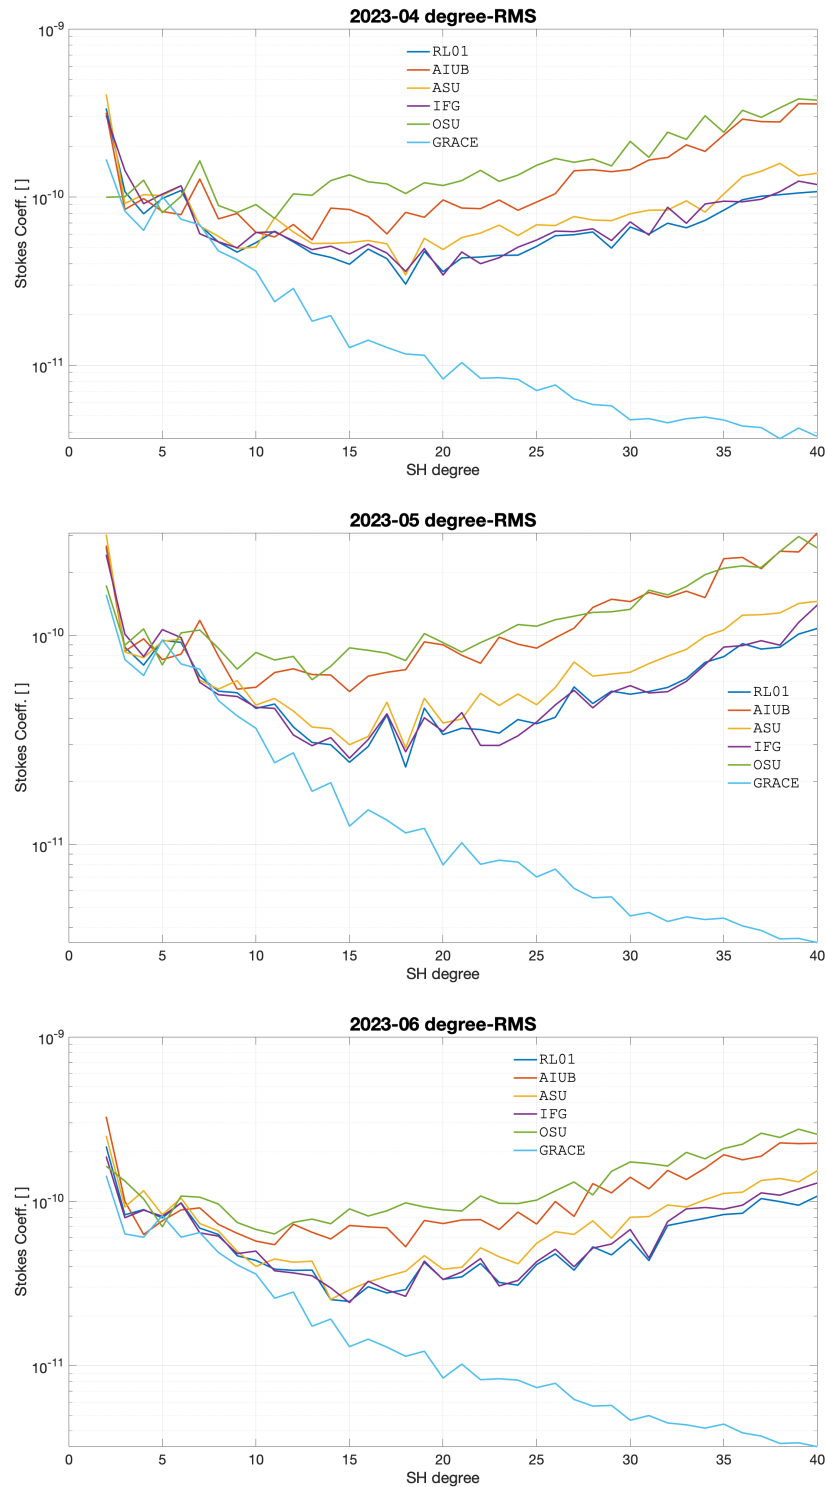 2023-04 degree-RMS
10-9
RL01
AIUB
ASU
IFG
OSU
GRACE
Stokes Coeff. [ ]
10-10
10-11
0 5 10 15 20 25 30 35 40
SH degree
2023-05 degree-RMS
10-10
RL01
AIUB
ASU
IFG
OSU
GRACE
Stokes Coeff. [ ]
10-11
0 5 10 15 20 25 30 35 40
SH degree
2023-06 degree-RMS
10-9
RL01
AIUB
ASU
IFG
OSU
GRACE
Stokes Coeff. [ ]
10-10
10-11
0 5 10 15 20 25 30 35 40
SH degree